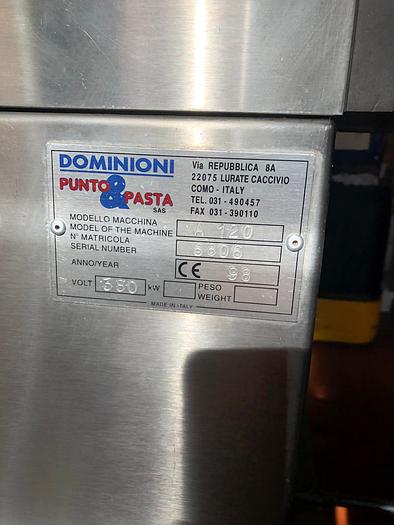 DOMINIONI
PUNTO & PASTA
SAS
Via REPUBBLICA 8A
22075 LURATE CACCIVIO
COMO - ITALY
TEL. 031 - 490457
FAX 031 - 390110
MODELLO MACCHINA
MODEL OF THE MACHINE 120
N° MATRICOLA
SERIAL NUMBER 6606
ANNO/YEAR CE 98
VOLT 380 kW PESO
WEIGHT
MADE IN ITALY